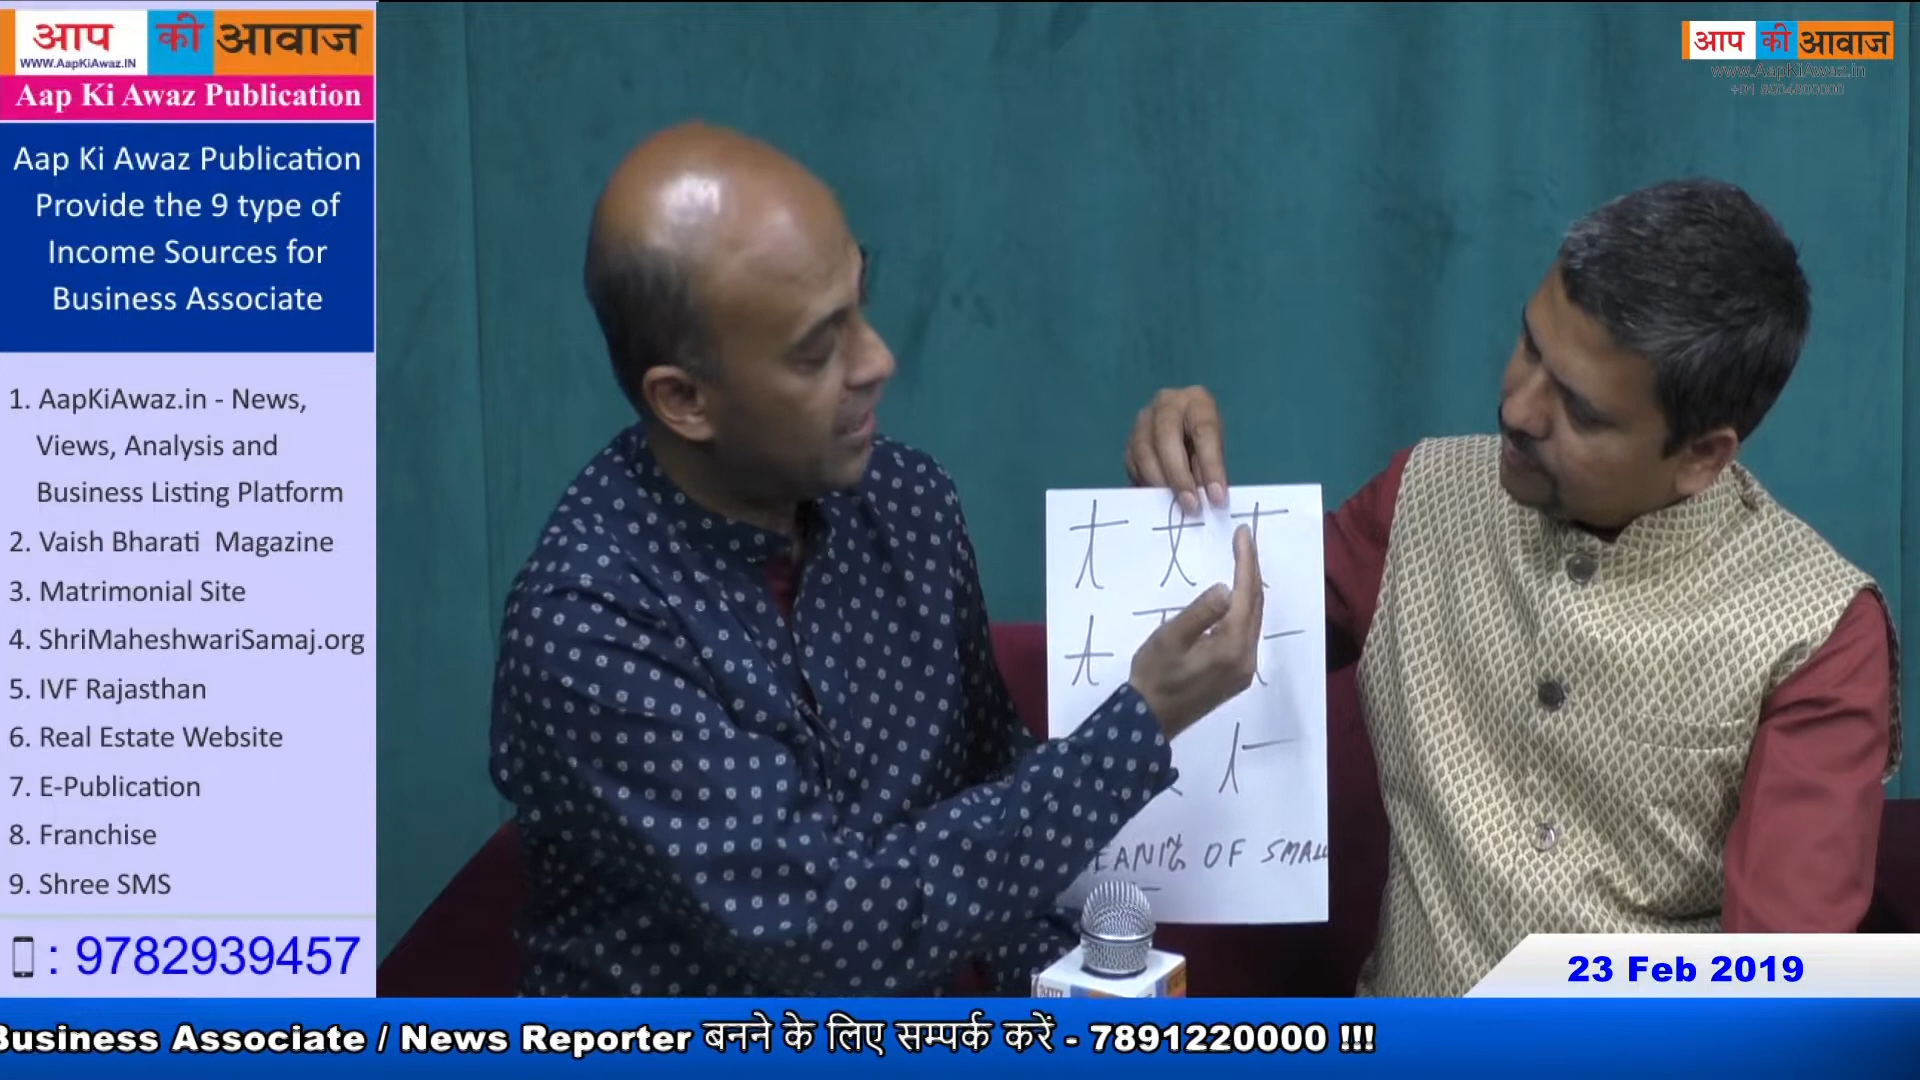 आप की आवाज
WWW.AapKiAwaz.IN
Aap Ki Awaz Publication
Aap Ki Awaz Publication
Provide the 9 type of
Income Sources for
Business Associate
1. AapKiAwaz.in - News,
Views, Analysis and
Business Listing Platform
2. Vaish Bharati Magazine
3. Matrimonial Site
4. ShriMaheshwariSamaj.org
5. IVF Rajasthan
6. Real Estate Website
7. E-Publication
8. Franchise
9. Shree SMS
: 9782939457
आप की आवाज
www.AapKiAwaz.in
t t t
t
OF SMALL
आप
23 Feb 2019
Business Associate / News Reporter बनने के लिए सम्पर्क करें - 7891220000 !!!